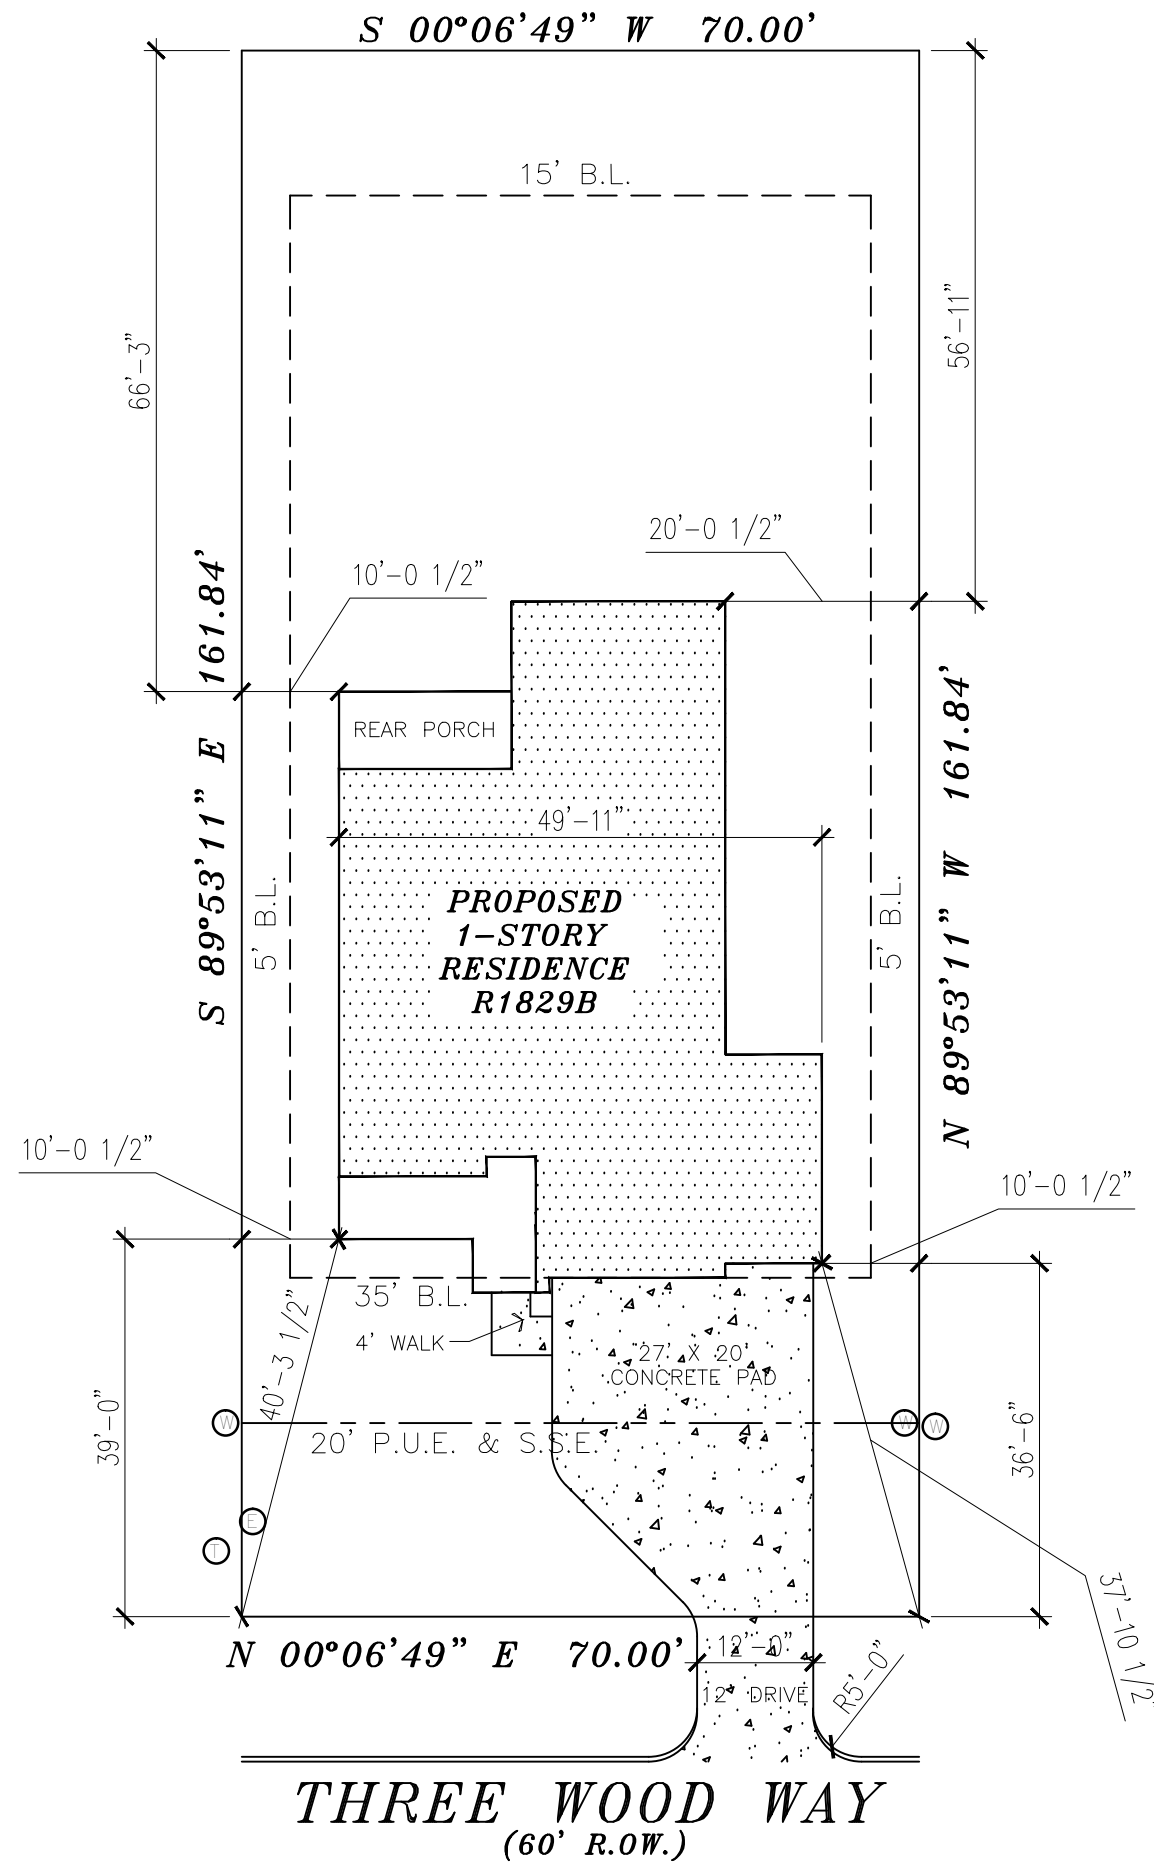 S 00°06'49" W 70.00'
15' B.L.
66'-3"
56'-11"
20'-0 1/2"
10'-0 1/2"
S 89°53'11" E 161.84'
N 89°53'11" W 161.84'
REAR PORCH
49'-11"
5' B.L.
5' B.L.
PROPOSED
1-STORY
RESIDENCE
R1829B
10'-0 1/2"
10'-0 1/2"
35' B.L.
4' WALK
27' X 20'
CONCRETE PAD
40'-3 1/2"
39'-0"
36'-6"
W
W
W
20' P.U.E. & S.S.E.
E
T
37'-10 1/2"
N 00°06'49" E 70.00'
12'-0"
12' DRIVE
R5'-0"
THREE WOOD WAY
(60' R.OW.)